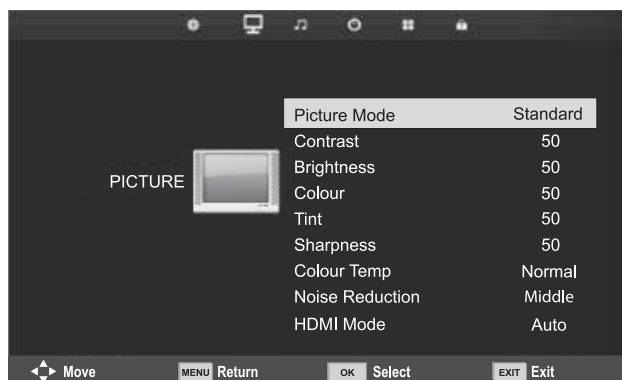 Picture Mode Standard
Contrast 50
Brightness 50
PICTURE
Colour 50
Tint 50
Sharpness 50
Colour Temp Normal
Noise Reduction Middle
HDMI Mode Auto
Move MENU Return OK Select EXIT Exit